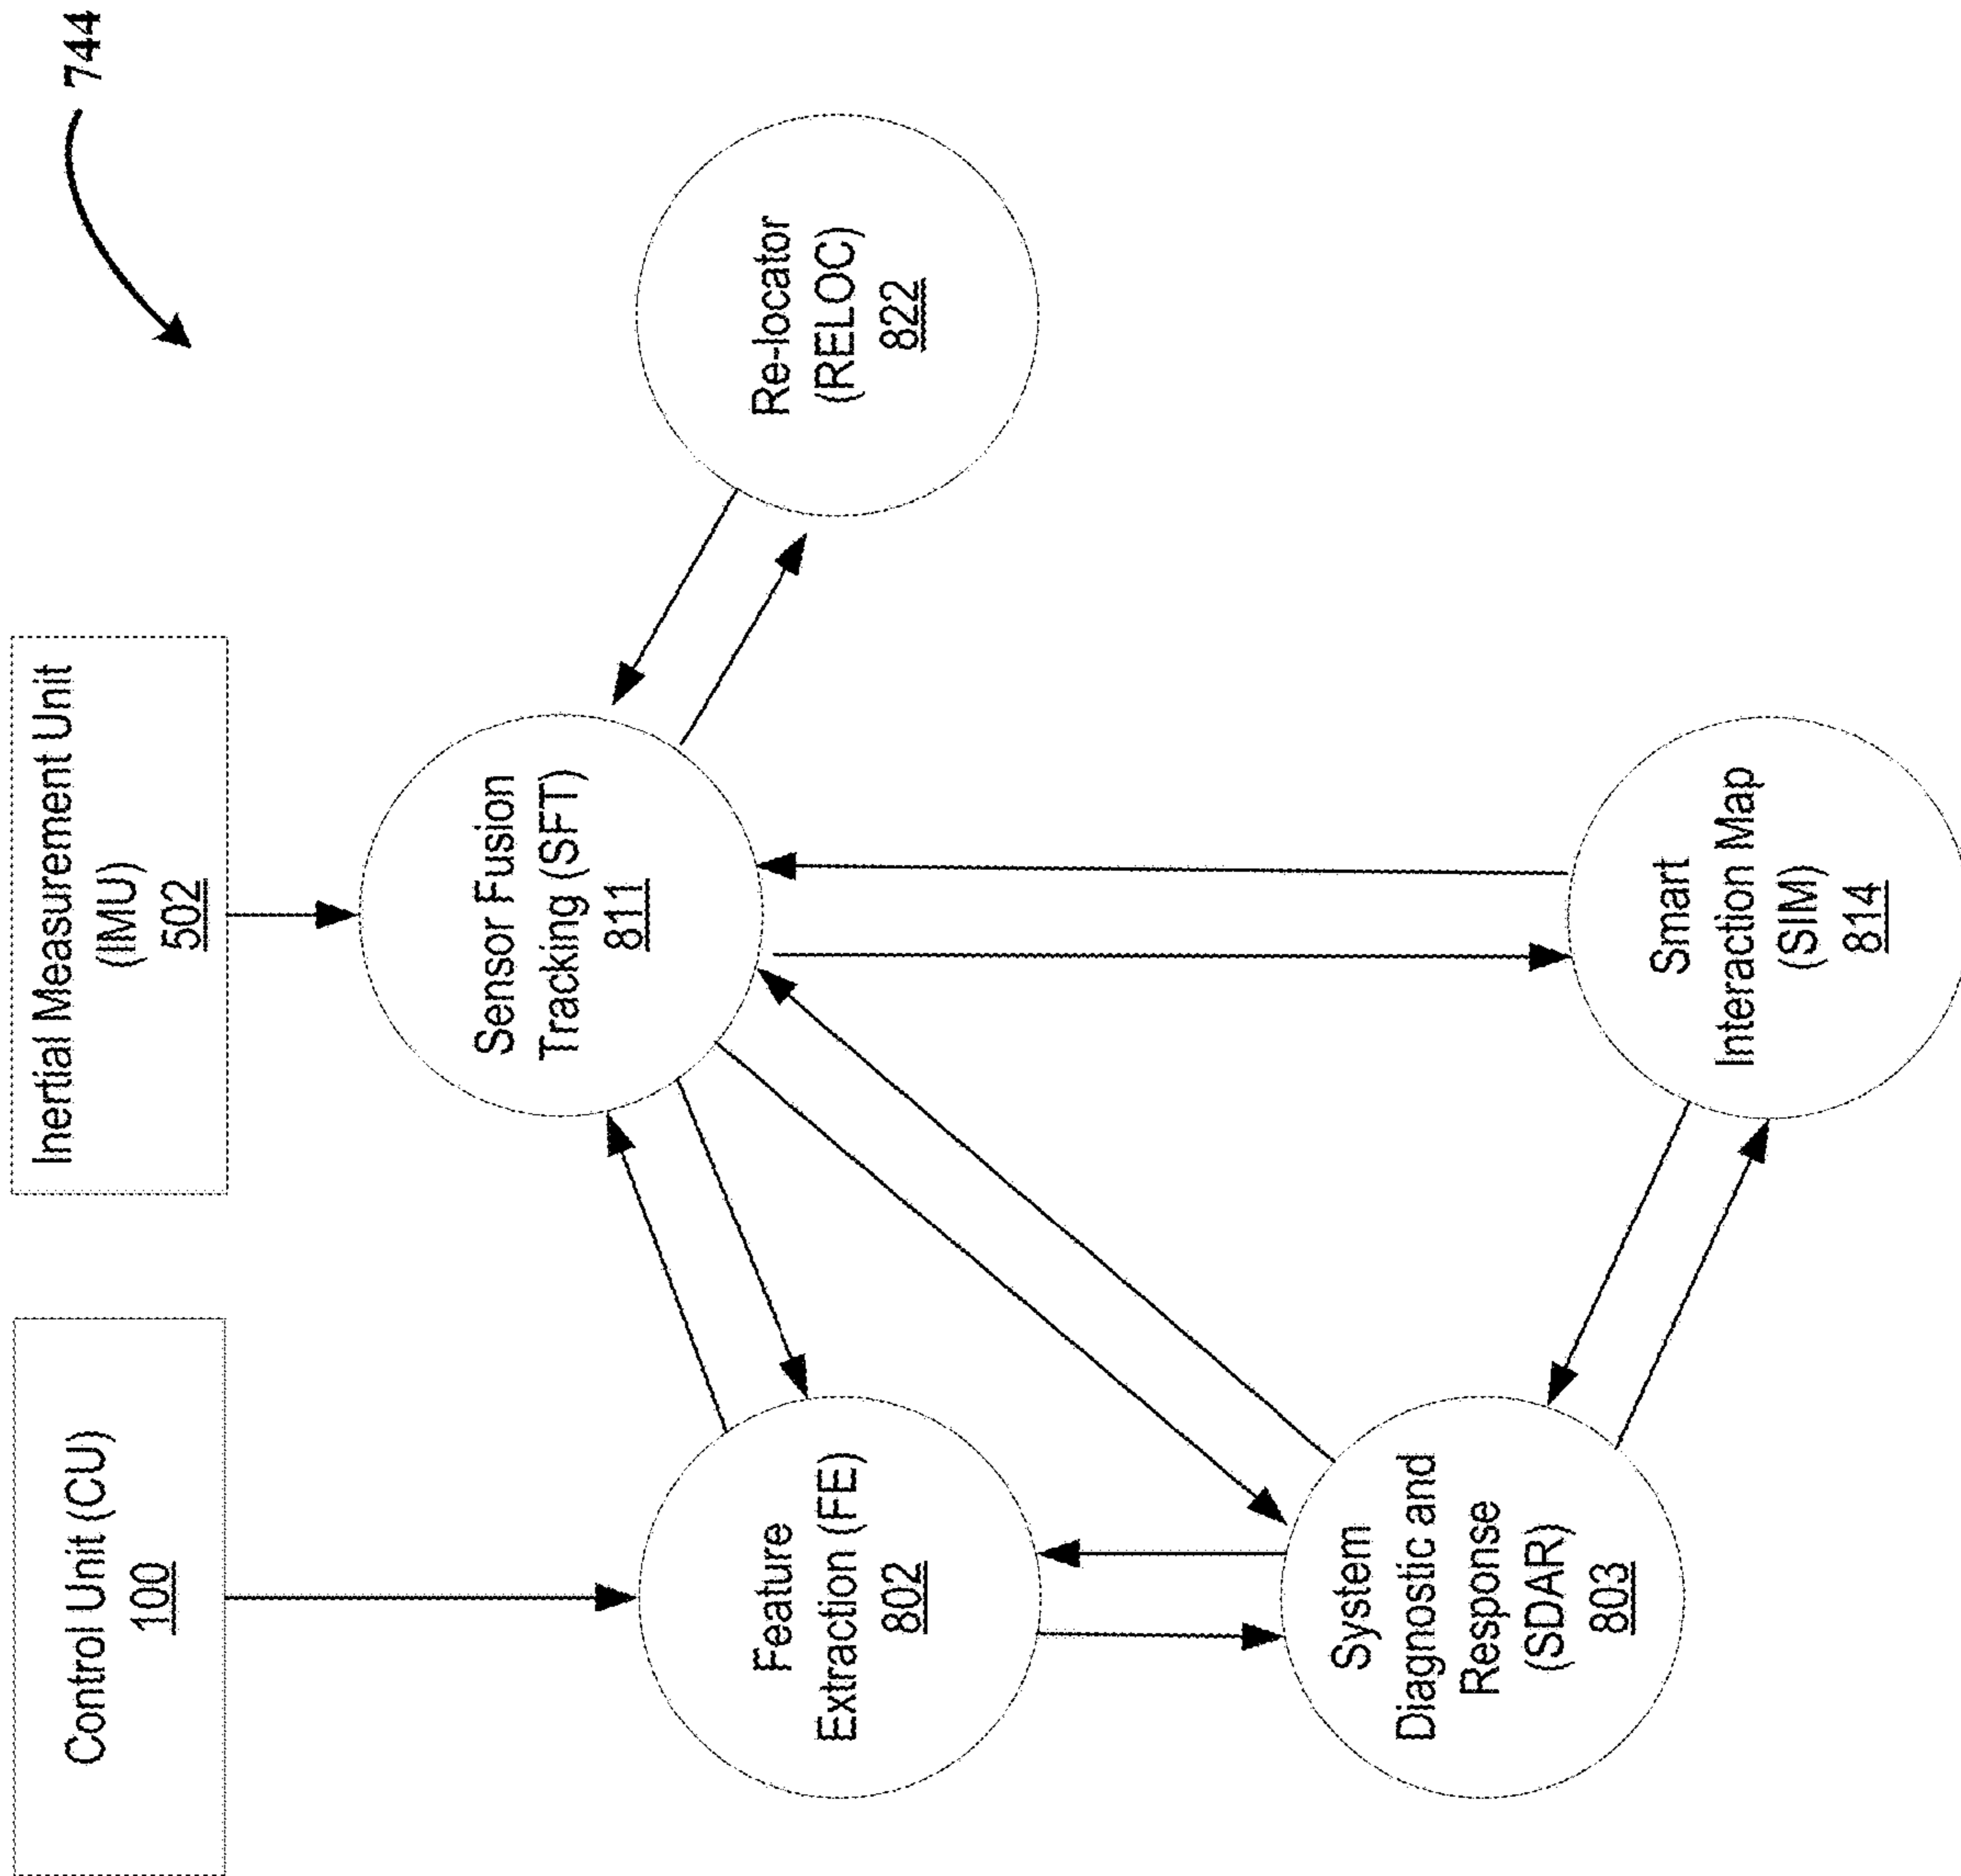 744
Control Unit (CU)
100
Inertial Measurement Unit
(IMU)
502
Feature
Extraction (FE)
802
Sensor Fusion
Tracking (SFT)
811
Re-locator
(RELOC)
822
System
Diagnostic and
Response
(SDAR)
803
Smart
Interaction Map
(SIM)
814